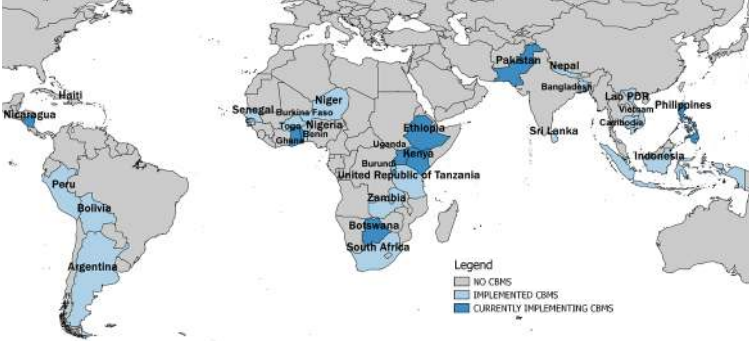 Pakistan
Nepal
Haiti
Bangladesh
Lao PDR
Nicaragua
Senegal
Niger
Burkina Faso
Vietnam
Philippines
Togo
Nigeria
Ethiopia
Cambodia
Benin
Sri Lanka
Ghana
Uganda
Kenya
Indonesia
Burundi
United Republic of Tanzania
Peru
Zambia
Bolivia
Botswana
South Africa
Argentina
Legend
NO CBMS
IMPLEMENTED CBMS
CURRENTLY IMPLEMENTING CBMS